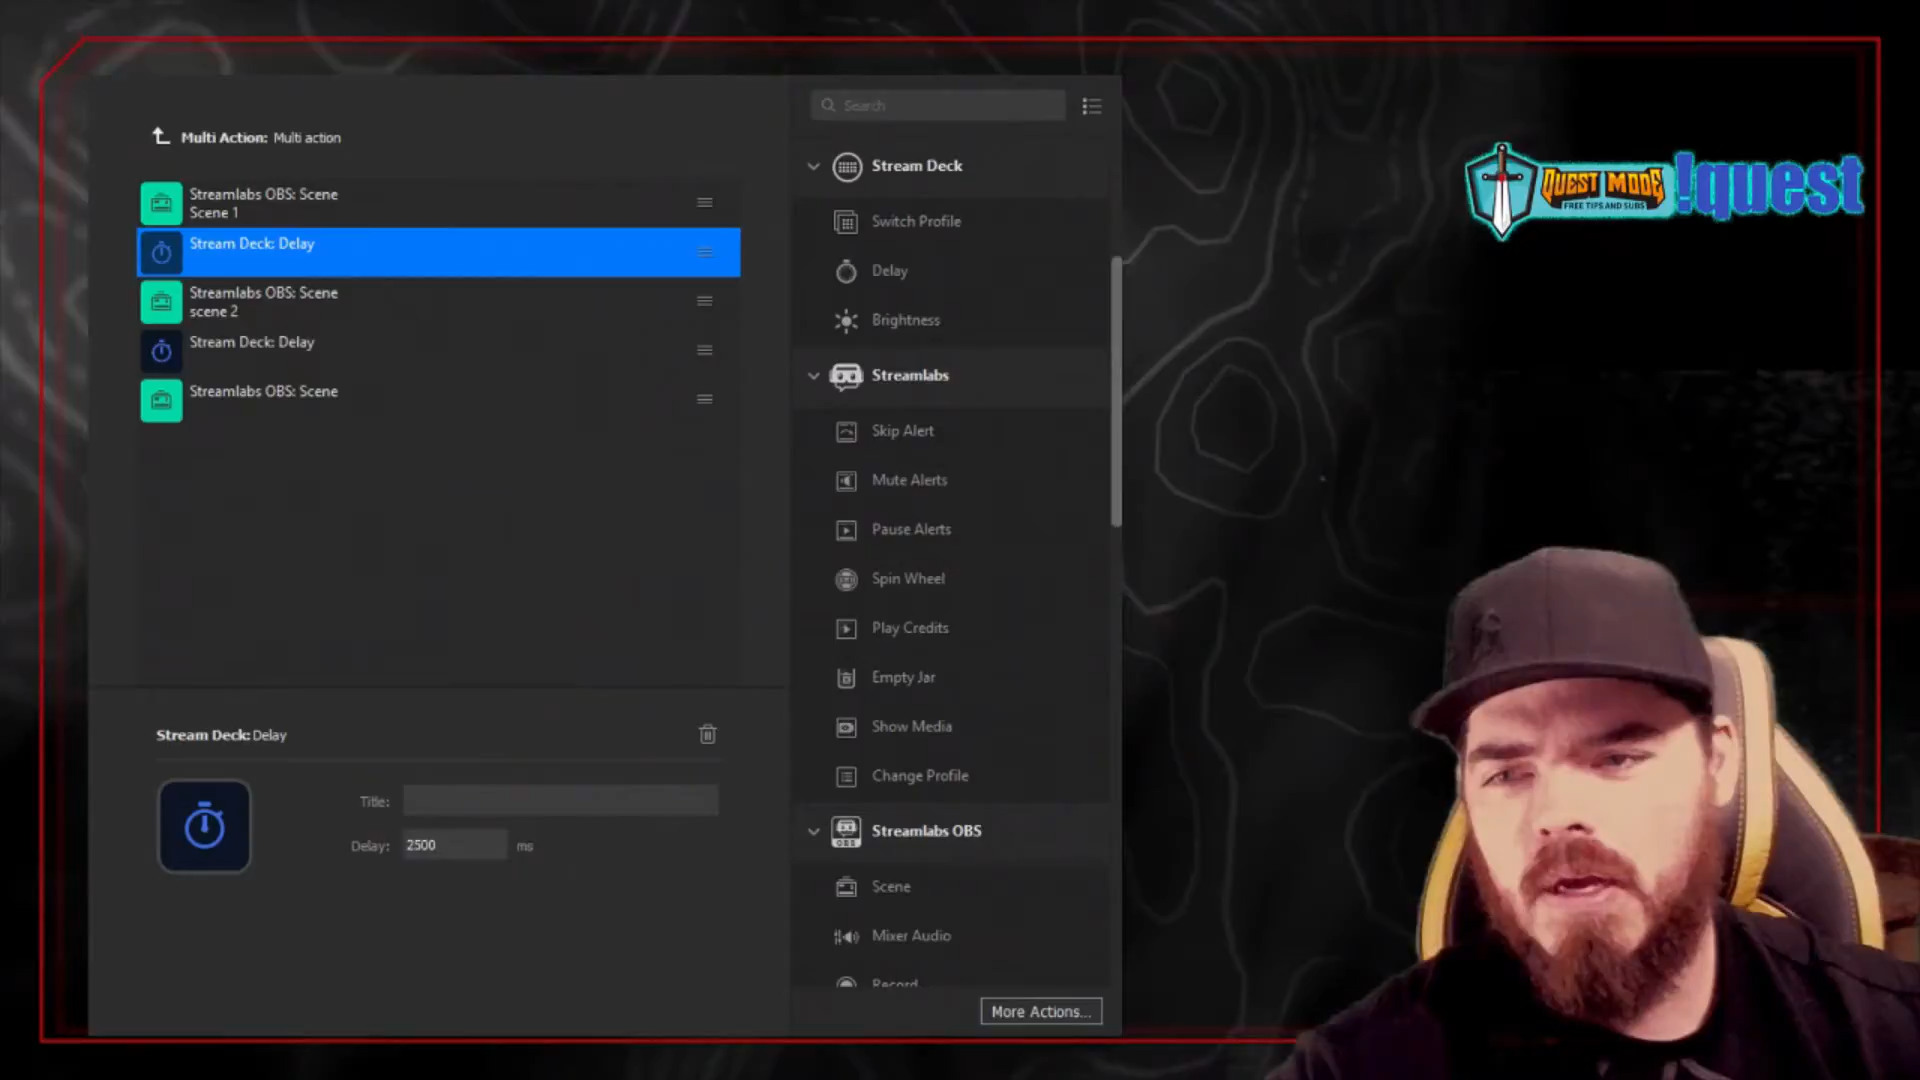 Search
Multi Action: Multi action
Streamlabs OBS: Scene
Scene 1
Stream Deck: Delay
Streamlabs OBS: Scene
scene 2
Stream Deck: Delay
Streamlabs OBS: Scene
Stream Deck
Switch Profile
Delay
Brightness
Streamlabs
Skip Alert
Mute Alerts
Pause Alerts
Spin Wheel
Play Credits
Empty Jar
Show Media
Change Profile
Streamlabs OBS
OBS
Scene
Mixer Audio
Record
More Actions...
Stream Deck: Delay
Title:
Delay: 2500 ms
QUEST MODE
FREE TIPS AND SUBS
!quest